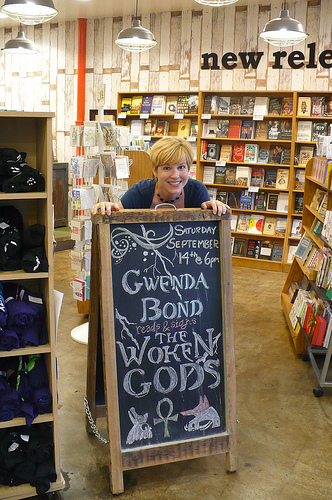 new rele
Saturday
September
14th 6pm
Gwenda
Bond
reads & signs
The
Woken
Gods